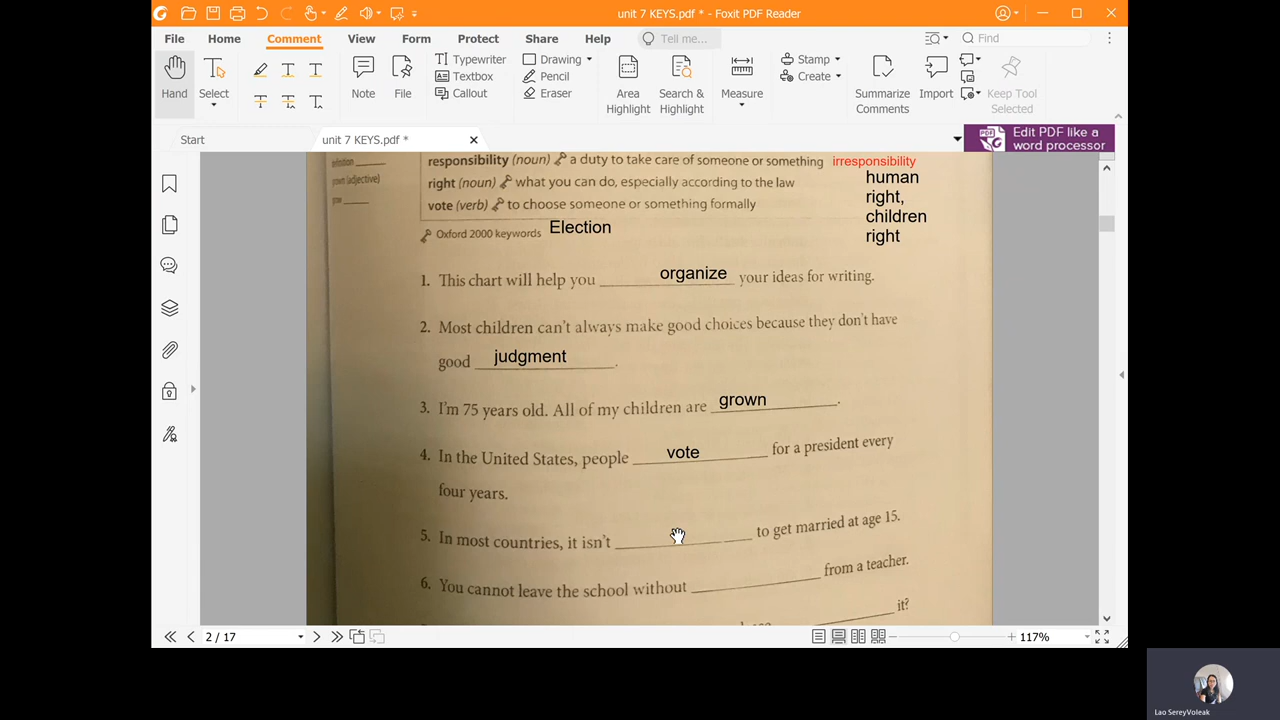 unit 7 KEYS.pdf * - Foxit PDF Reader
File Home Comment View Form Protect Share Help Tell me... Find
Hand Select Note File Typewriter Textbox Callout Drawing Pencil Eraser Area Highlight Search & Highlight Measure Stamp Create Summarize Comments Import Keep Tool Selected
Start unit 7 KEYS.pdf * Edit PDF like a word processor
definition
grown (adjective)
responsibility (noun) a duty to take care of someone or something irresponsibility
right (noun) what you can do, especially according to the law
vote (verb) to choose someone or something formally
human
right,
children
right
Oxford 2000 keywords Election
1. This chart will help you organize your ideas for writing.
2. Most children can't always make good choices because they don't have
good judgment.
3. I'm 75 years old. All of my children are grown.
4. In the United States, people vote for a president every
four years.
5. In most countries, it isn't ____ to get married at age 15.
6. You cannot leave the school without ____ from a teacher.
it?
2 / 17 117%
Lao SereyVoleak